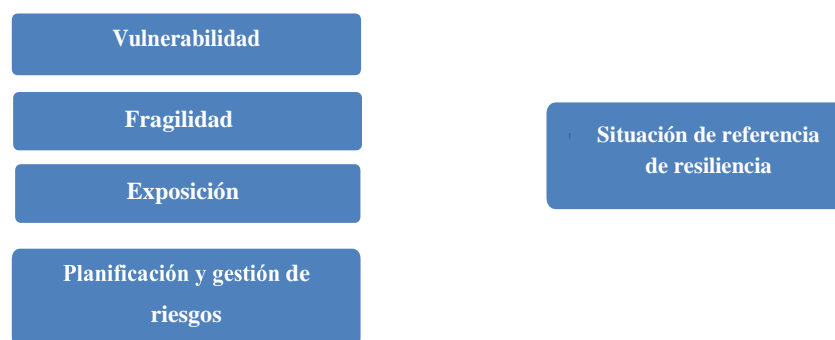 Vulnerabilidad
Fragilidad
Exposición
Planificación y gestión de
riesgos
Situación de referencia
de resiliencia